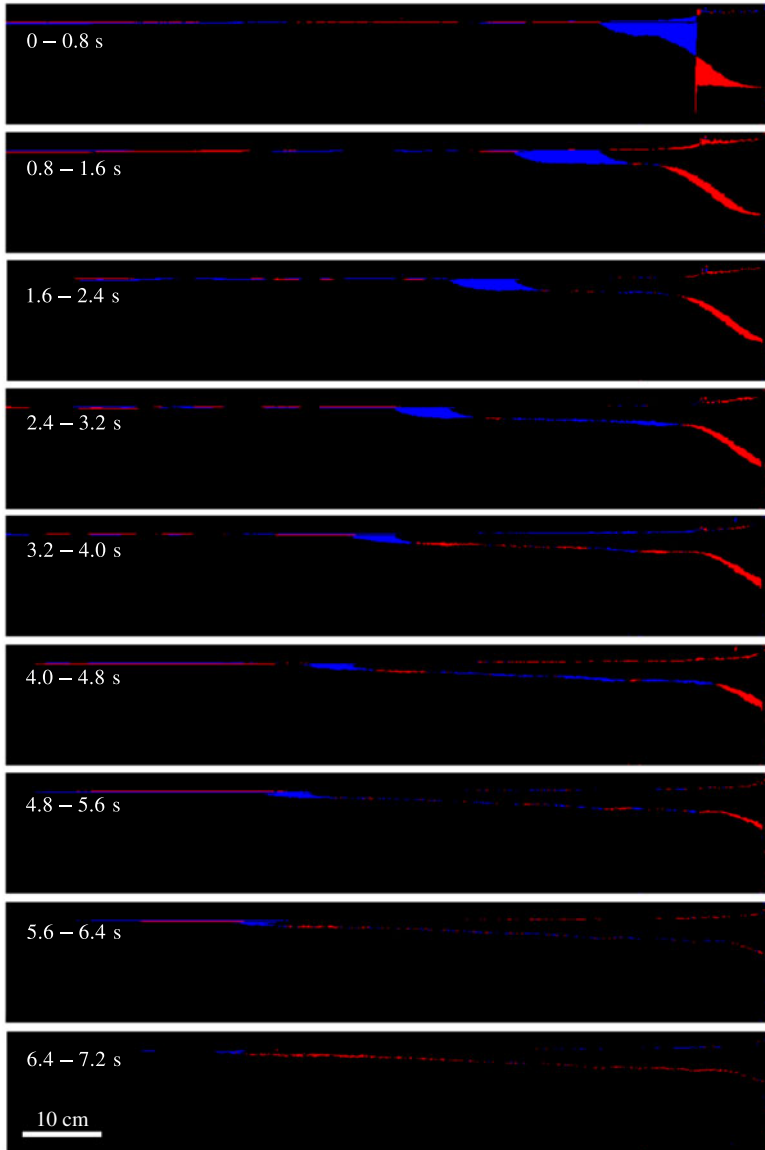 0 – 0.8 s
0.8 – 1.6 s
1.6 – 2.4 s
2.4 – 3.2 s
3.2 – 4.0 s
4.0 – 4.8 s
4.8 – 5.6 s
5.6 – 6.4 s
6.4 – 7.2 s
10 cm